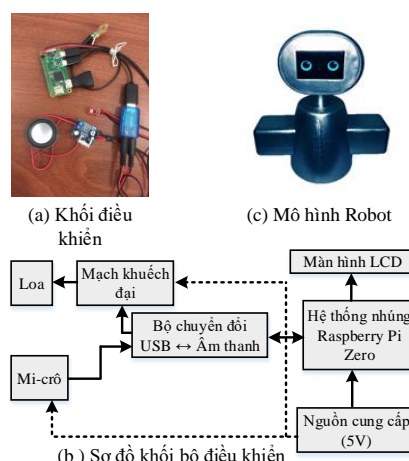 (a) Khối điều
khiển
(c) Mô hình Robot
Loa
Mạch khuếch
đại
Màn hình LCD
Bộ chuyển đổi
USB ↔ Âm thanh
Hệ thống nhúng
Raspberry Pi
Zero
Mi-crô
Nguồn cung cấp
(5V)
(b ) Sơ đồ khối bộ điều khiển